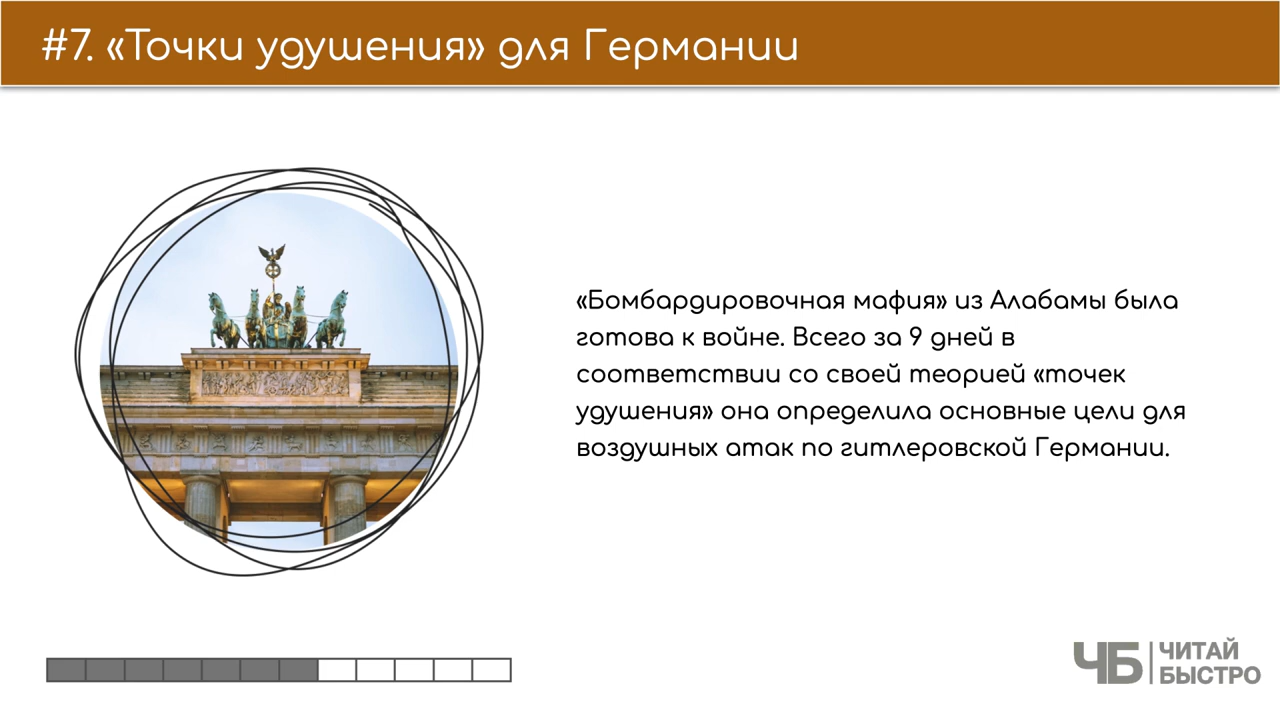 #7. «Точки удушения» для Германии
«Бомбардировочная мафия» из Алабамы была
готова к войне. Всего за 9 дней в
соответствии со своей теорией «точек
удушения» она определила основные цели для
воздушных атак по гитлеровской Германии.
ЧБ
ЧИТАЙ
БЫСТРО